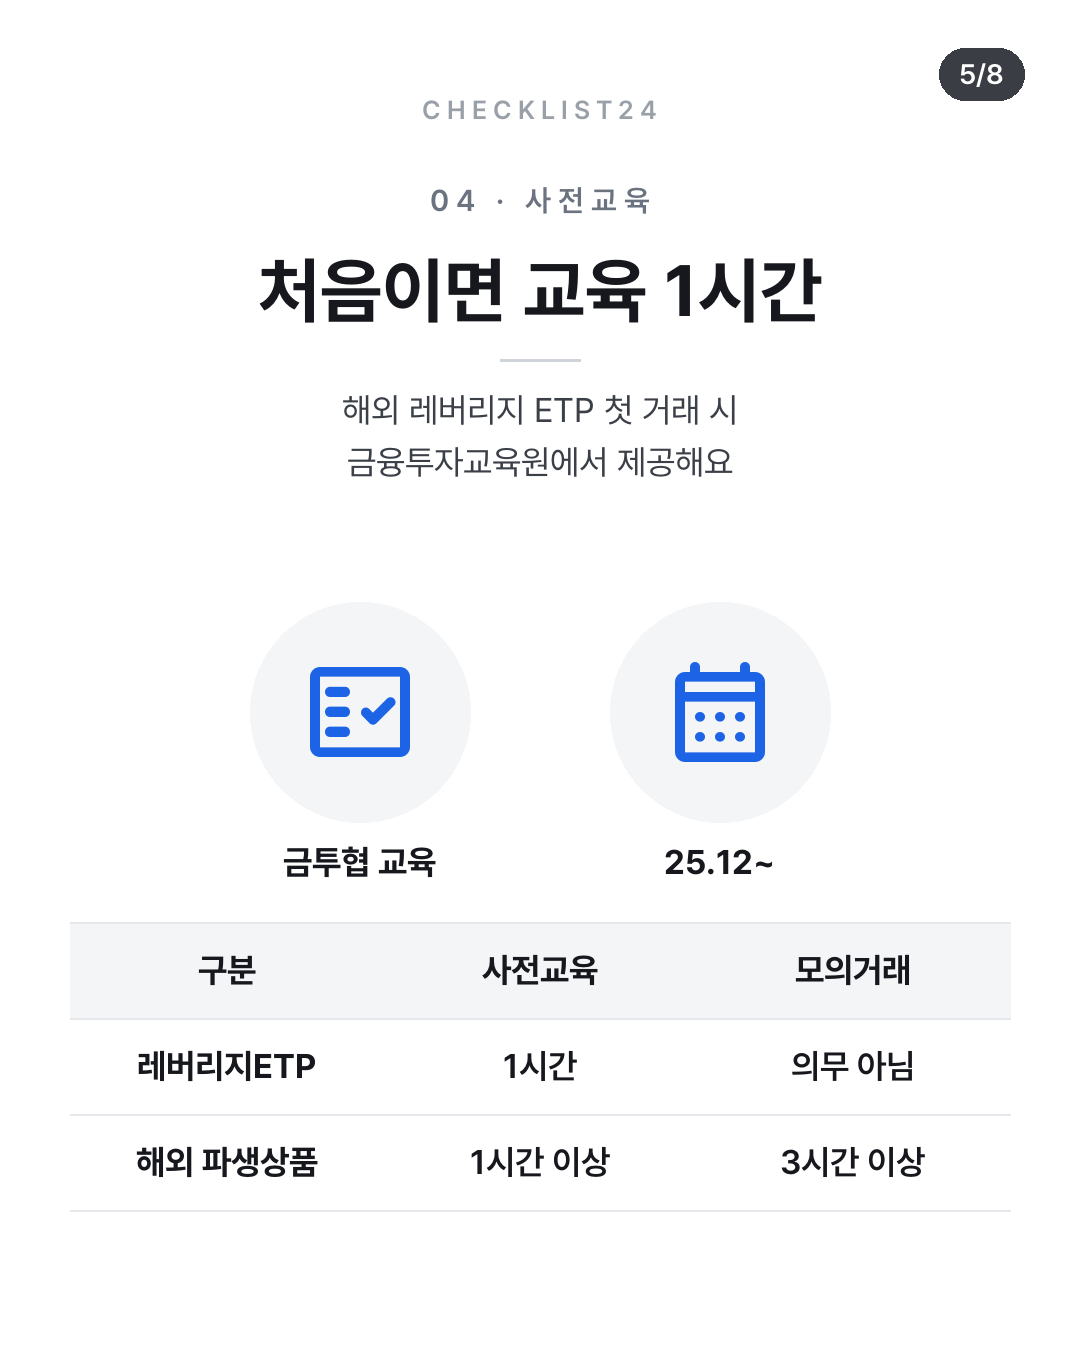 5/8
CHECKLIST24
04 · 사전교육
처음이면 교육 1시간
해외 레버리지 ETP 첫 거래 시
금융투자교육원에서 제공해요
금투협 교육
25.12~
구분 사전교육 모의거래
레버리지ETP 1시간 의무 아님
해외 파생상품 1시간 이상 3시간 이상